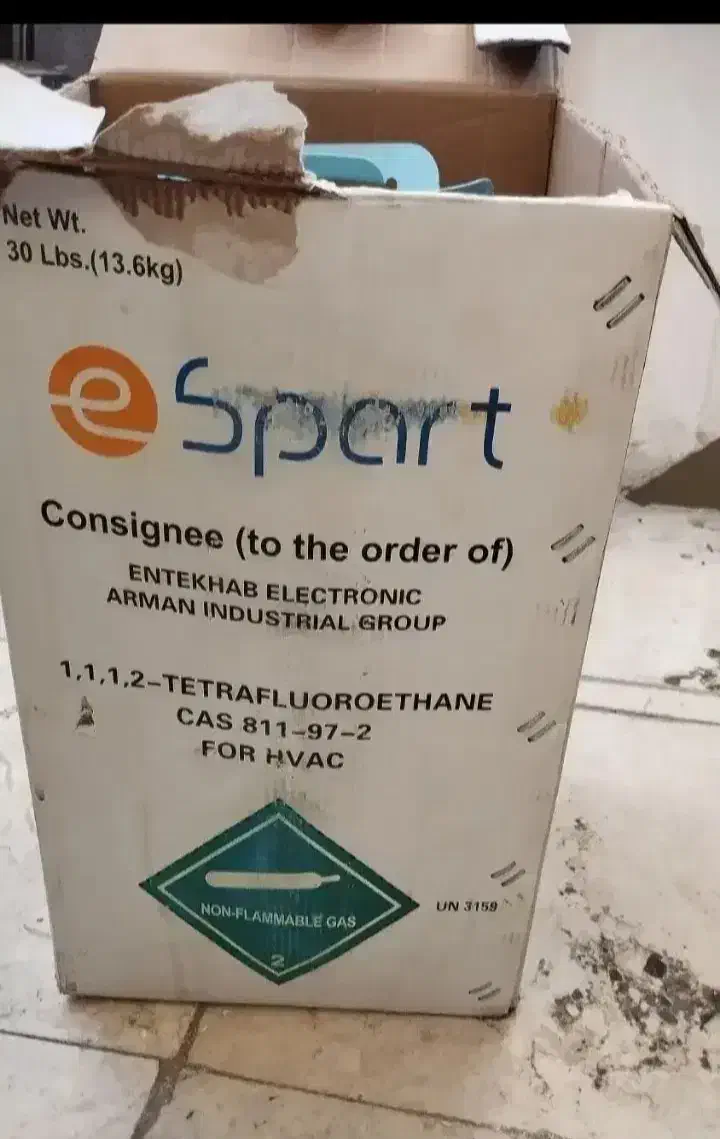 Net Wt.
30 Lbs.(13.6kg)
e Spart
Consignee (to the order of)
ENTEKHAB ELECTRONIC
ARMAN INDUSTRIAL GROUP
1,1,1,2-TETRAFLUOROETHANE
CAS 811-97-2
FOR HVAC
NON-FLAMMABLE GAS
2
UN 3159